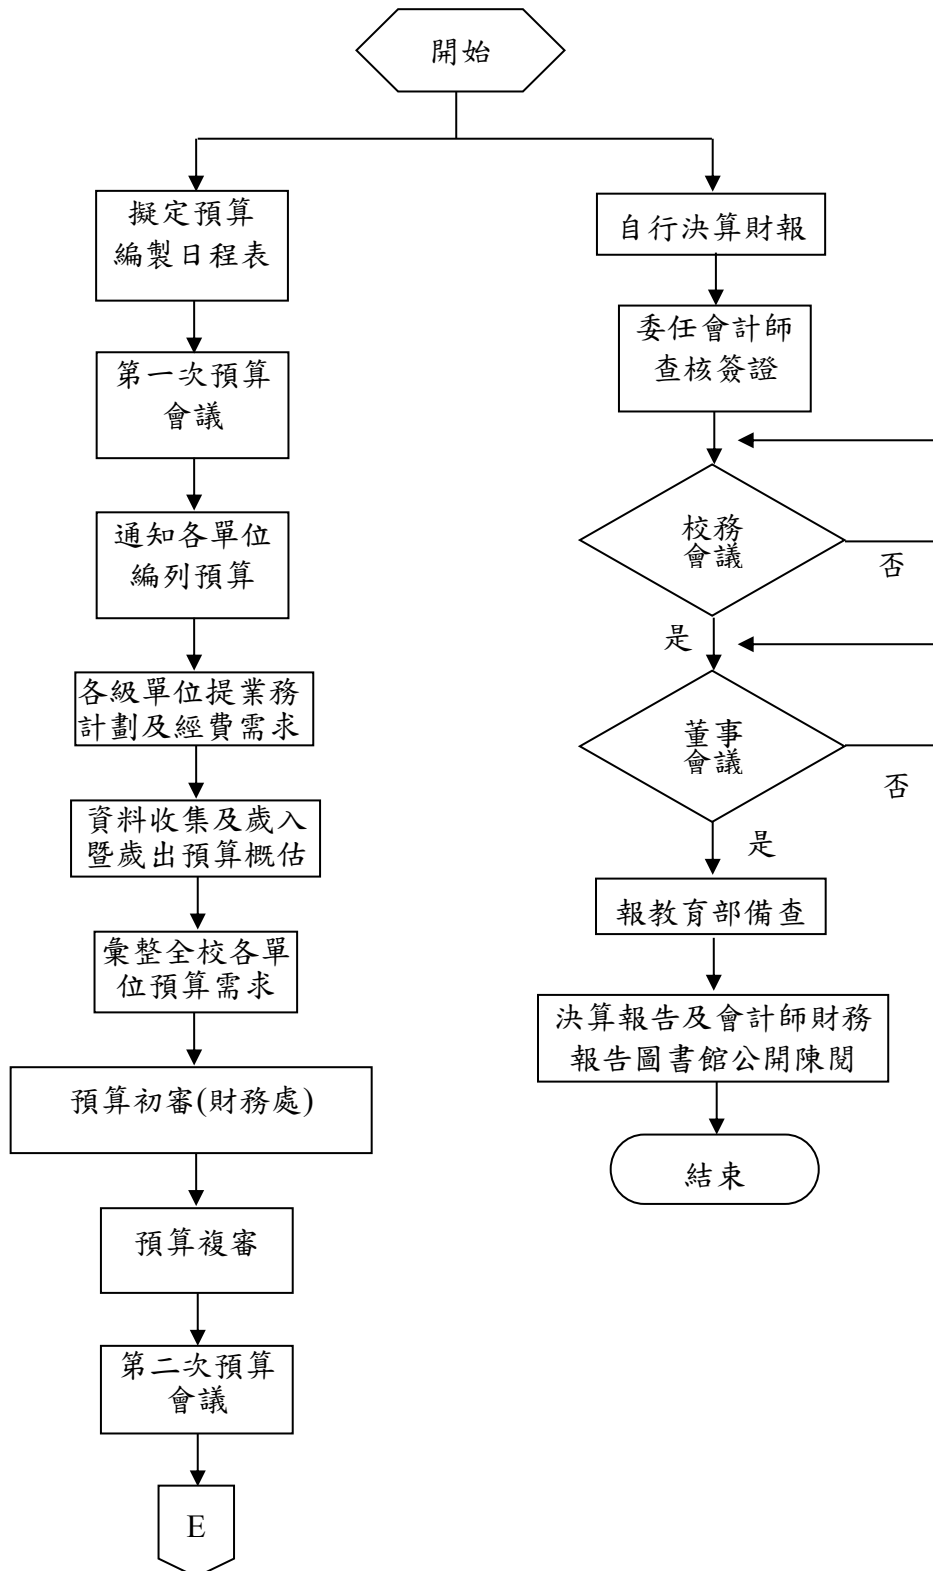 開始
擬定預算
編製日程表
第一次預算
會議
通知各單位
編列預算
各級單位提業務
計劃及經費需求
資料收集及歲入
暨歲出預算概估
彙整全校各單
位預算需求
預算初審(財務處)
預算複審
第二次預算
會議
E
自行決算財報
委任會計師
查核簽證
校務
會議
否
是
董事
會議
否
是
報教育部備查
決算報告及會計師財務
報告圖書館公開陳閱
結束